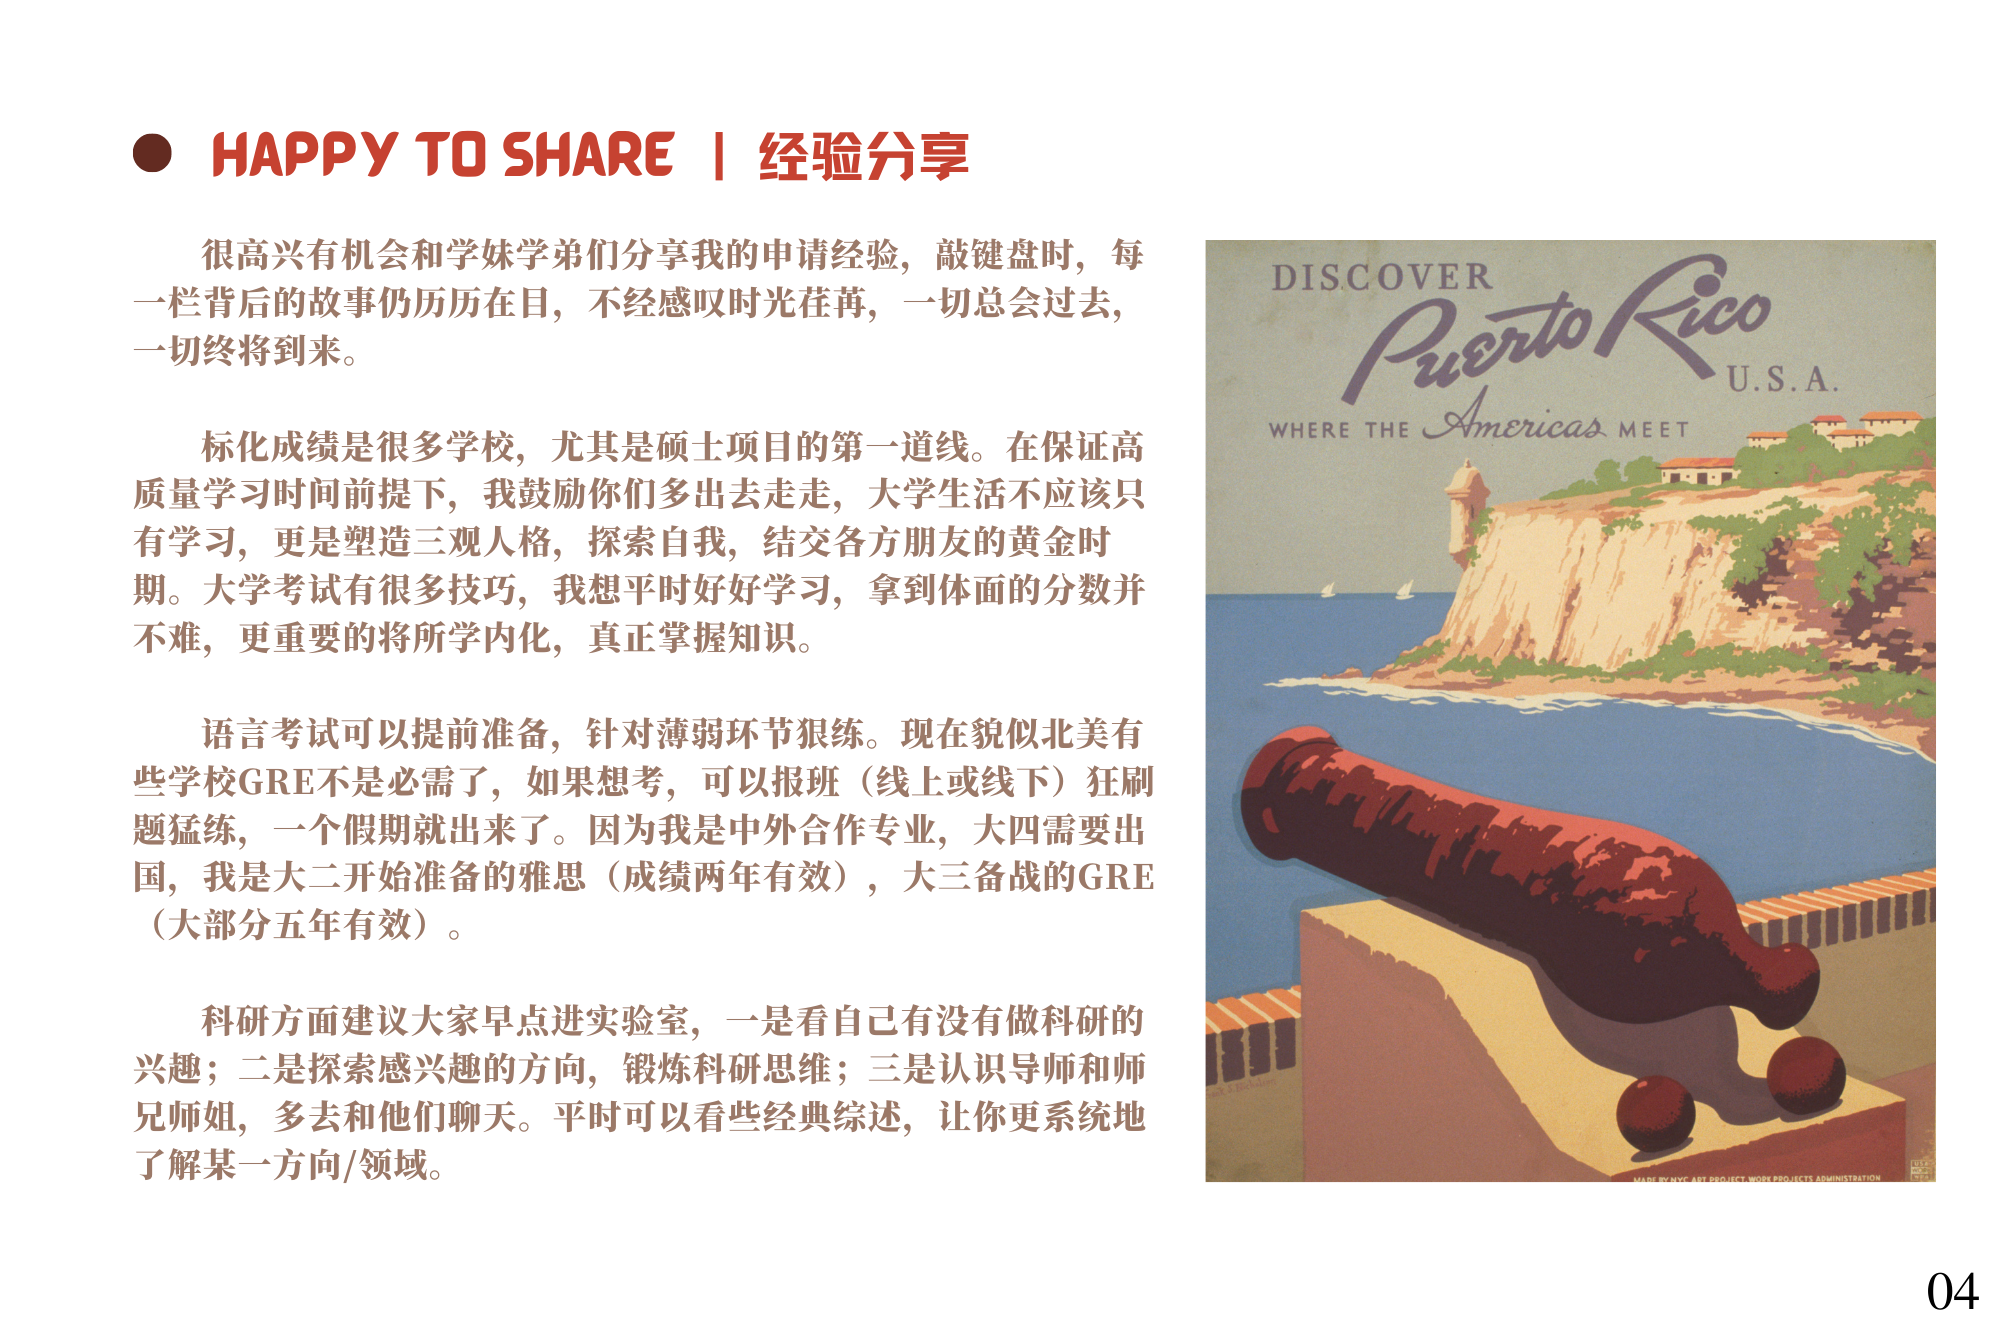 HAPPY TO SHARE | 经验分享
很高兴有机会和学妹学弟们分享我的申请经验，敲键盘时，每
一栏背后的故事仍历历在目，不经感叹时光荏苒，一切总会过去，
一切终将到来。
标化成绩是很多学校，尤其是硕士项目的第一道线。在保证高
质量学习时间前提下，我鼓励你们多出去走走，大学生活不应该只
有学习，更是塑造三观人格，探索自我，结交各方朋友的黄金时
期。大学考试有很多技巧，我想平时好好学习，拿到体面的分数并
不难，更重要的将所学内化，真正掌握知识。
语言考试可以提前准备，针对薄弱环节狠练。现在貌似北美有
些学校GRE不是必需了，如果想考，可以报班（线上或线下）狂刷
题猛练，一个假期就出来了。因为我是中外合作专业，大四需要出
国，我是大二开始准备的雅思（成绩两年有效），大三备战的GRE
（大部分五年有效）。
科研方面建议大家早点进实验室，一是看自己有没有做科研的
兴趣；二是探索感兴趣的方向，锻炼科研思维；三是认识导师和师
兄师姐，多去和他们聊天。平时可以看些经典综述，让你更系统地
了解某一方向/领域。
DISCOVER
Puerto Rico
U.S.A.
WHERE THE Americas MEET
MADE BY NYC ART PROJECT, WORK PROJECTS ADMINISTRATION
04